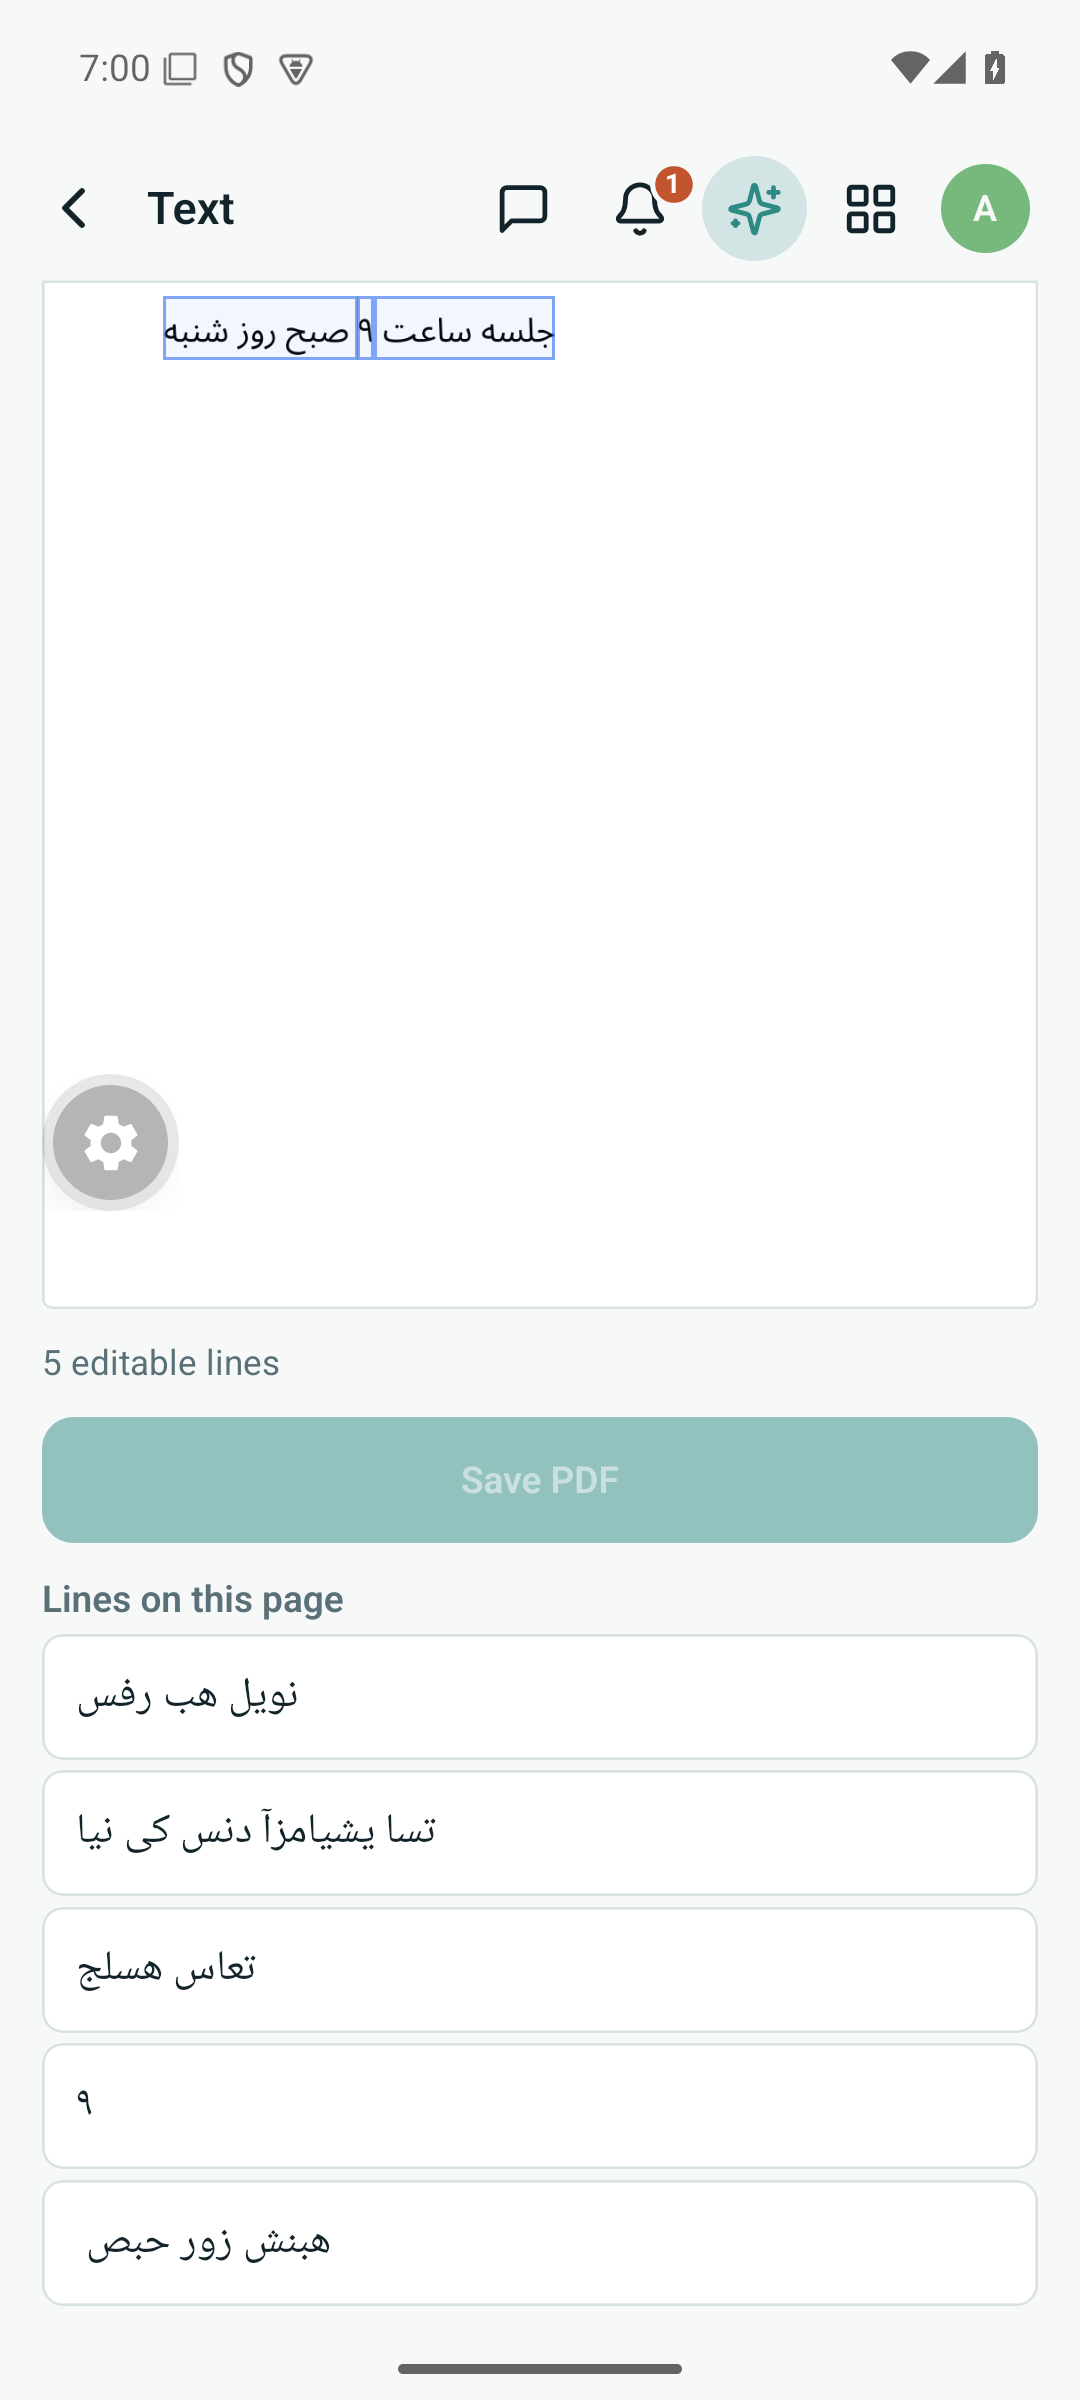 7:00
Text
1
A
جلسه ساعت ۹ صبح روز شنبه
5 editable lines
Save PDF
Lines on this page
نویل هب رفس
تسا یشیامزآ دنس کی نیا
تعاس هسلج
۹
هبنش زور حبص